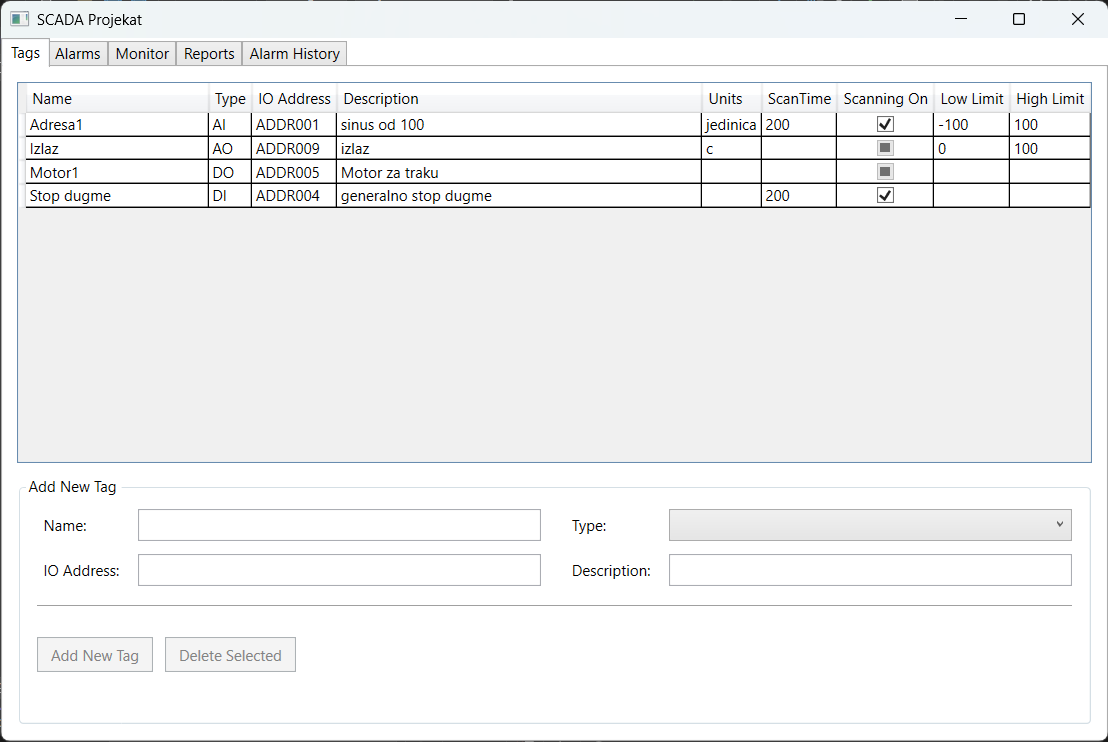 SCADA Projekat
Tags Alarms Monitor Reports Alarm History
Name Type IO Address Description Units ScanTime Scanning On Low Limit High Limit
Adresa1 AI ADDR001 sinus od 100 jedinica 200 -100 100
Izlaz AO ADDR009 izlaz c 0 100
Motor1 DO ADDR005 Motor za traku
Stop dugme DI ADDR004 generalno stop dugme 200
Add New Tag
Name: Type:
IO Address: Description:
Add New Tag Delete Selected